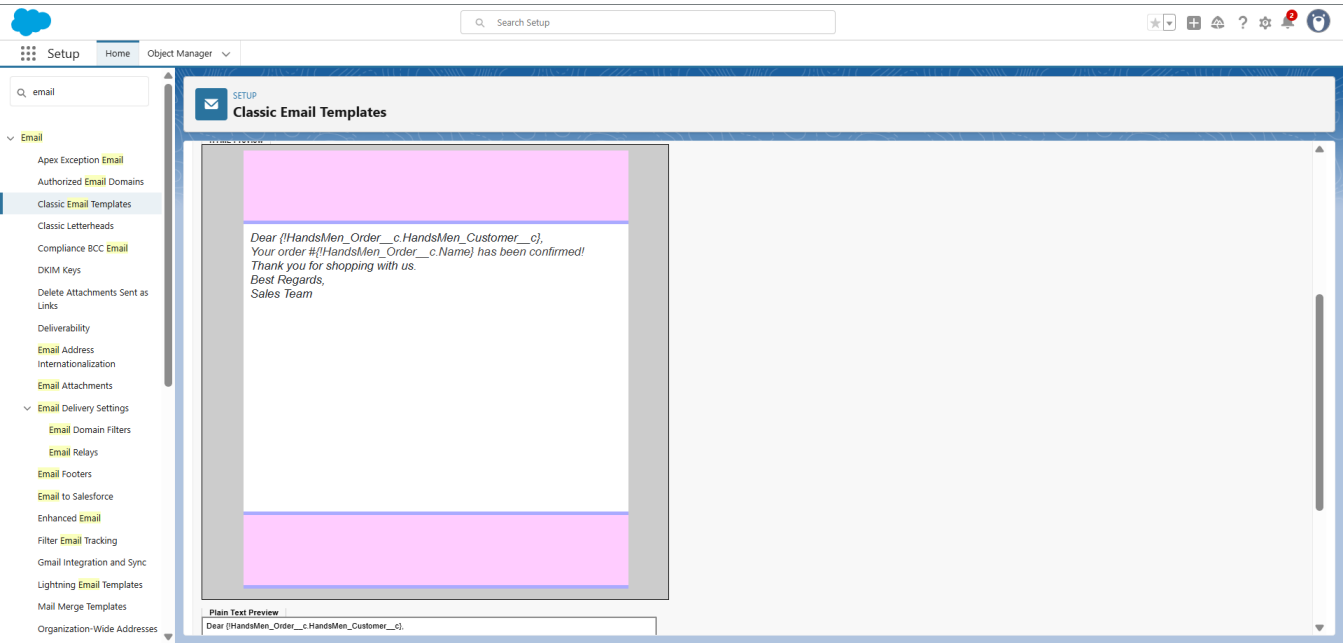 Search Setup
2
Setup
Home
Object Manager
email
Email
Apex Exception Email
Authorized Email Domains
Classic Email Templates
Classic Letterheads
Compliance BCC Email
DKIM Keys
Delete Attachments Sent as
Links
Deliverability
Email Address
Internationalization
Email Attachments
Email Delivery Settings
Email Domain Filters
Email Relays
Email Footers
Email to Salesforce
Enhanced Email
Filter Email Tracking
Gmail Integration and Sync
Lightning Email Templates
Mail Merge Templates
Organization-Wide Addresses
SETUP
Classic Email Templates
HTML Preview
Dear {!HandsMen_Order__c.HandsMen_Customer__c},
Your order #{!HandsMen_Order__c.Name} has been confirmed!
Thank you for shopping with us.
Best Regards,
Sales Team
Plain Text Preview
Dear {!HandsMen_Order__c.HandsMen_Customer__c},